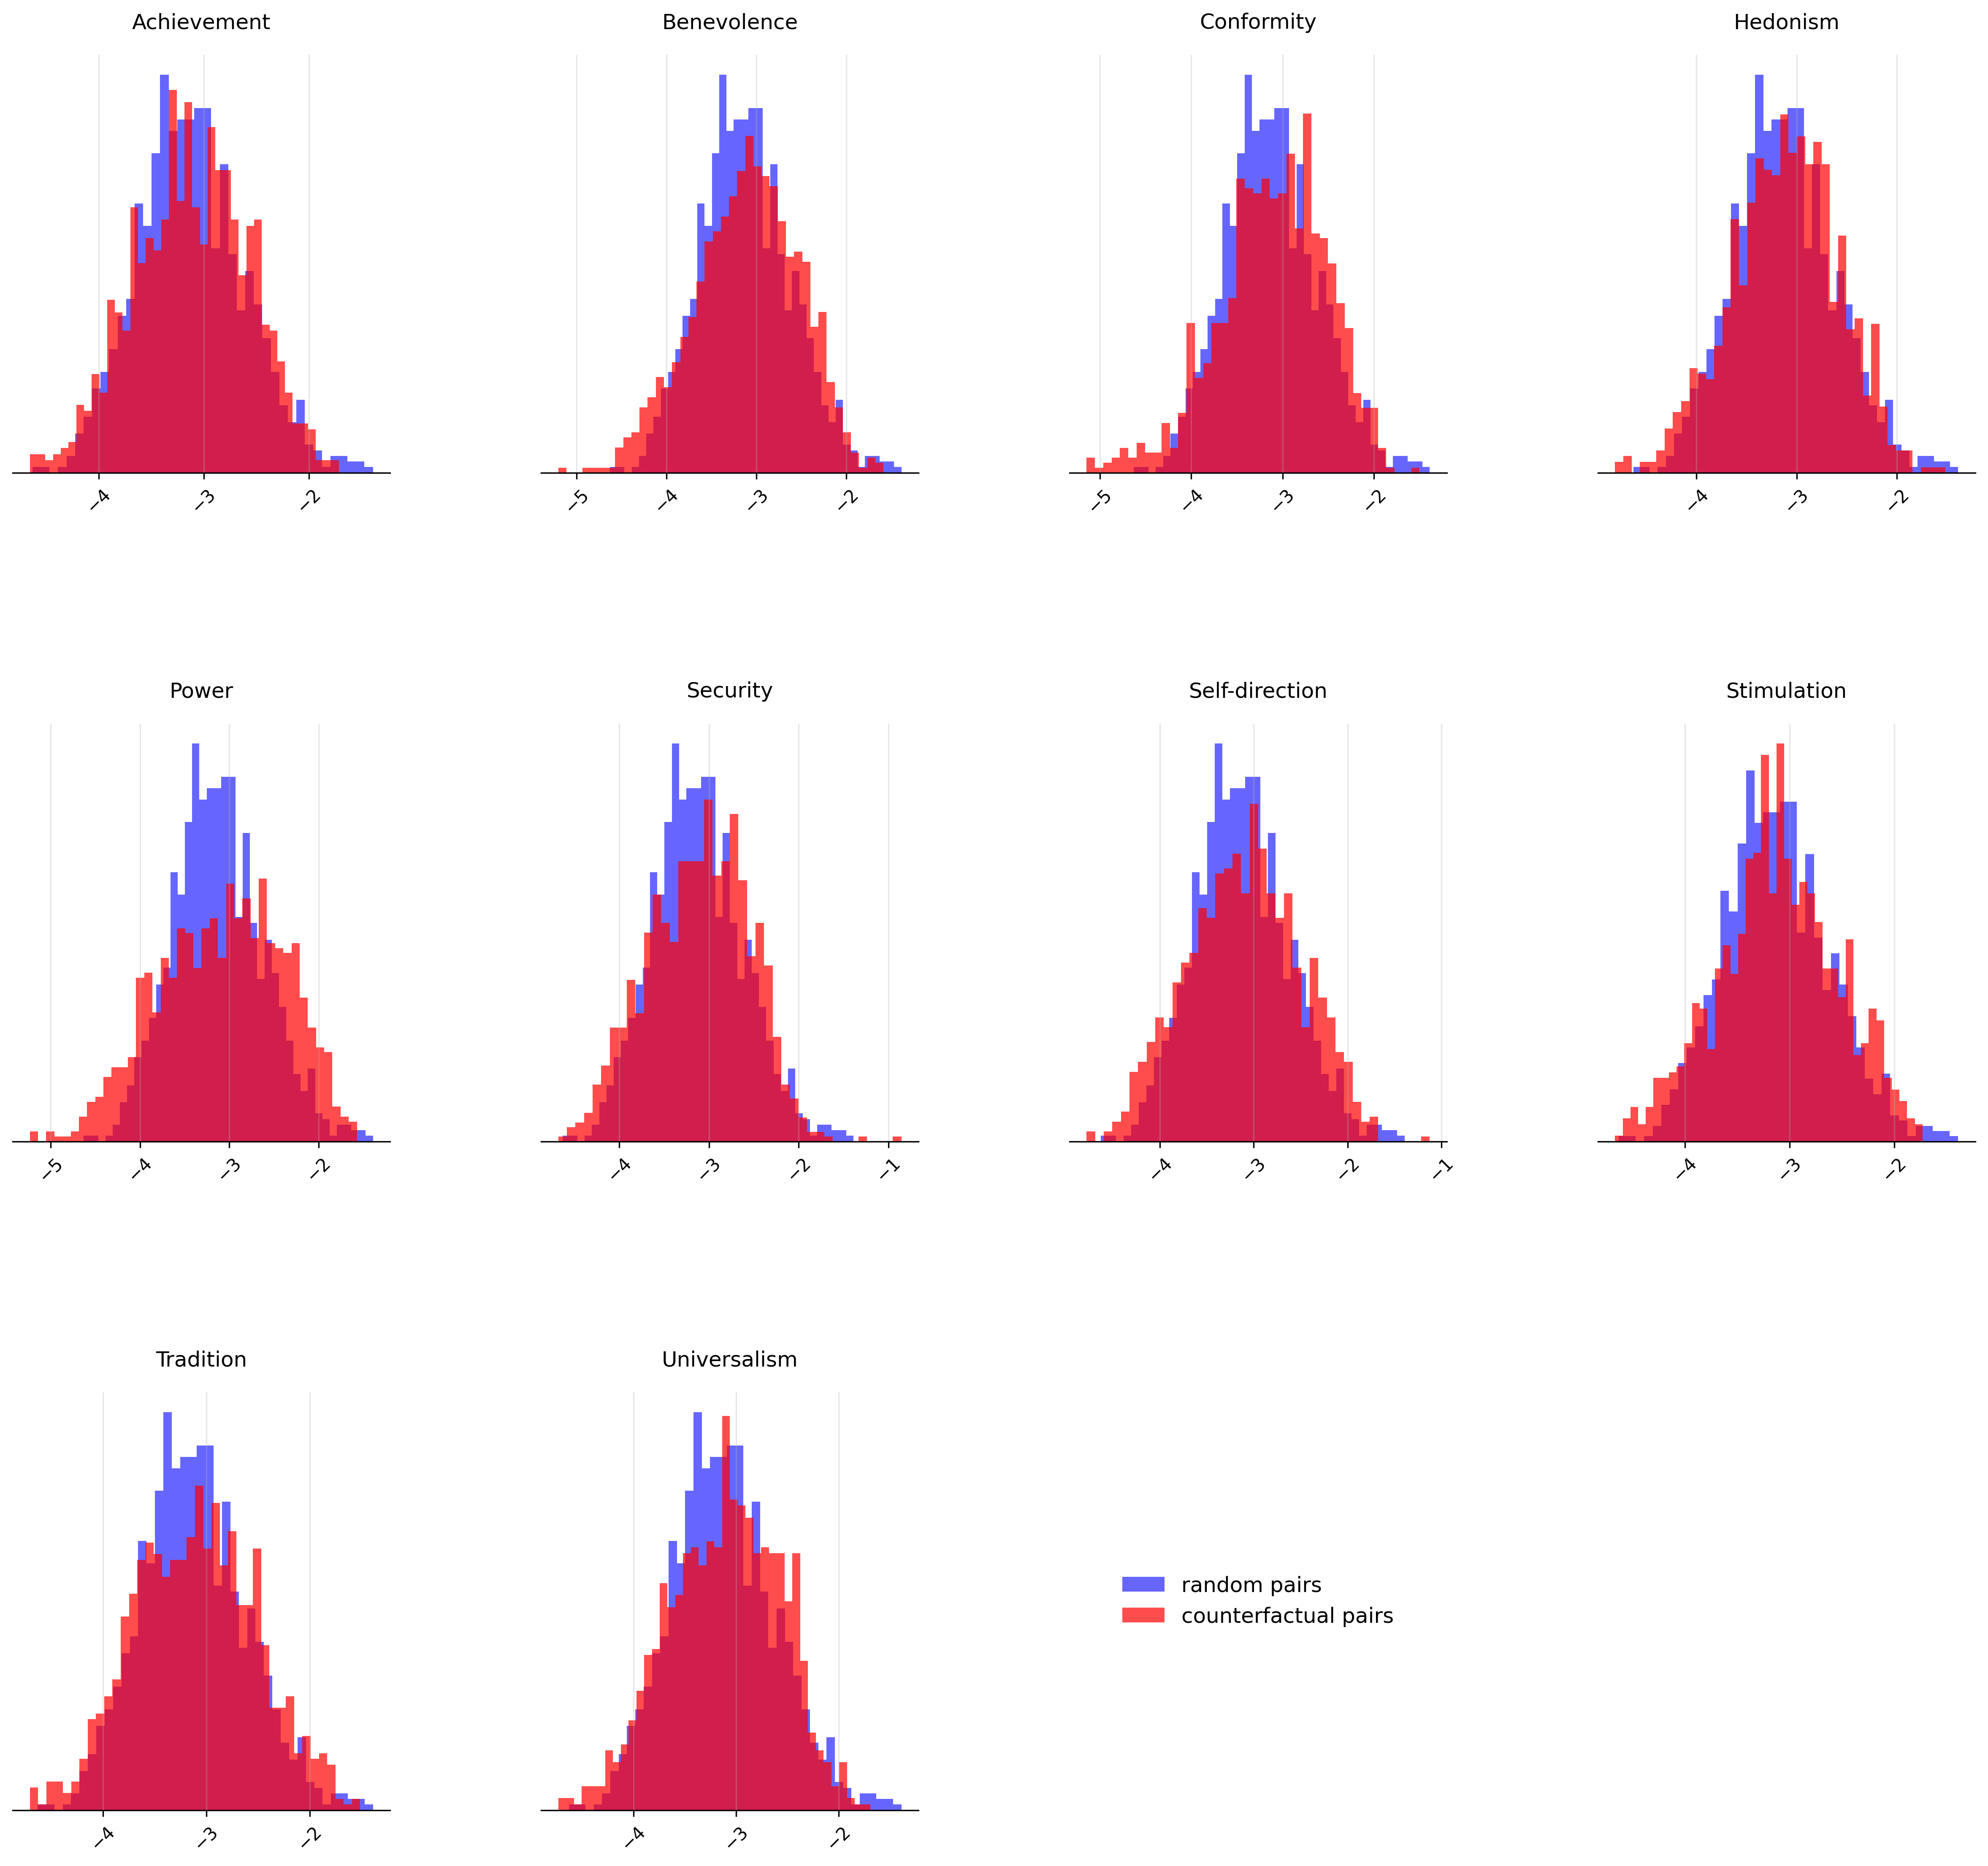 Achievement
Benevolence
Conformity
Hedonism
−4 −3 −2
−5 −4 −3 −2
−5 −4 −3 −2
−4 −3 −2
Power
Security
Self-direction
Stimulation
−5 −4 −3 −2
−4 −3 −2 −1
−4 −3 −2 −1
−4 −3 −2
Tradition
Universalism
random pairs
counterfactual pairs
−4 −3 −2
−4 −3 −2